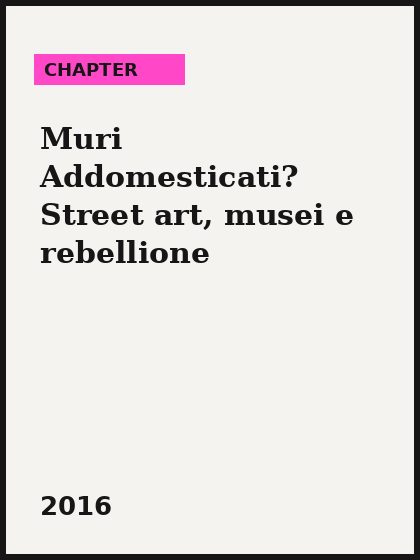 CHAPTER
Muri
Addomesticati?
Street art, musei e
rebellione
2016